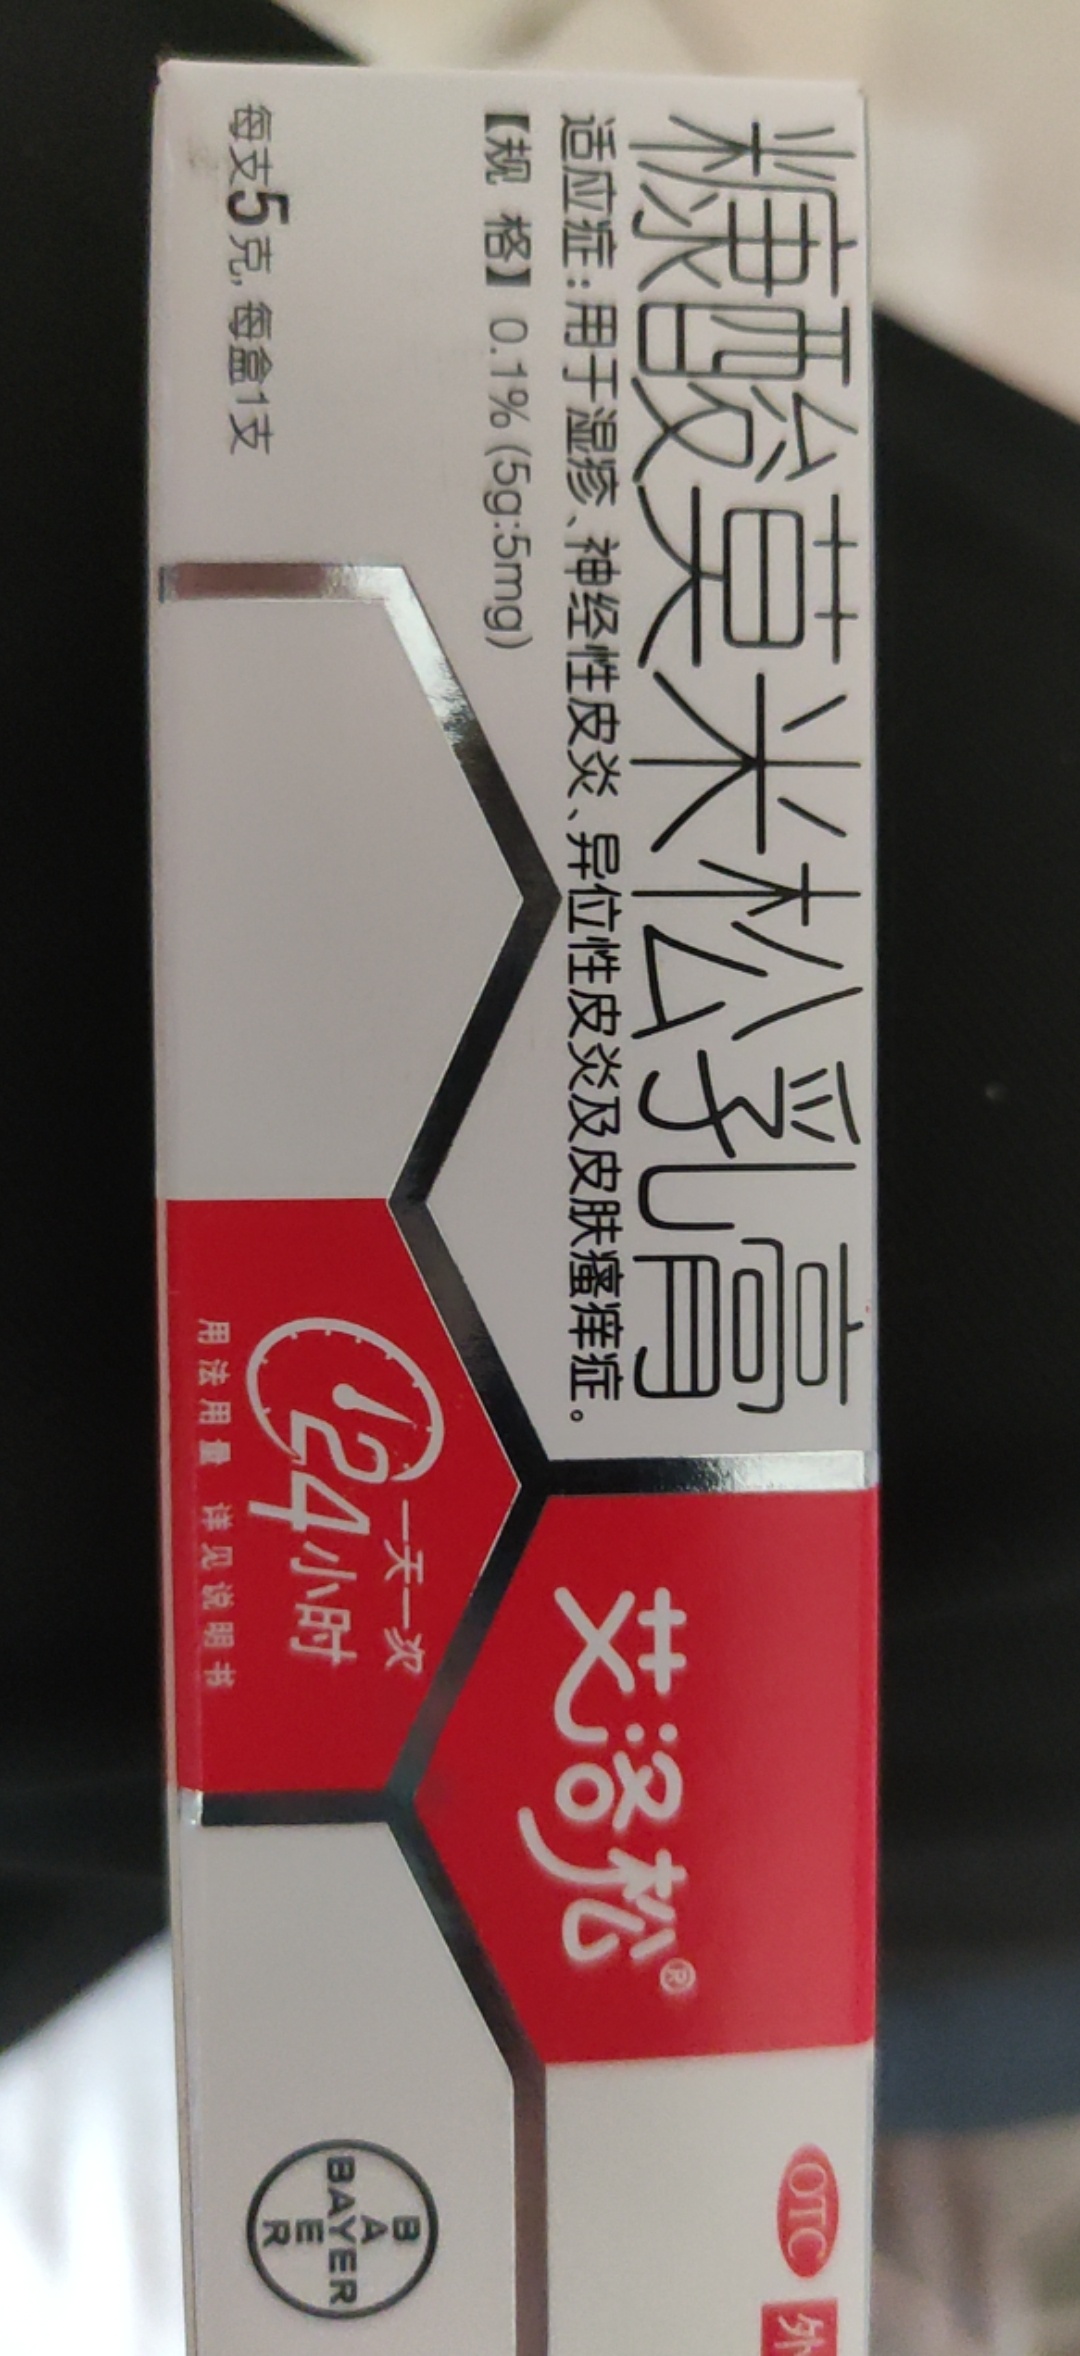 糠酸莫米松乳膏
适应症：用于湿疹、神经性皮炎、异位性皮炎及皮肤瘙痒症。
【规 格】0.1% (5g:5mg)
每支5克, 每盒1支
艾洛松®
一天一次
24小时
用法用量 详见说明书
OTC
外
BAYER
BAYER